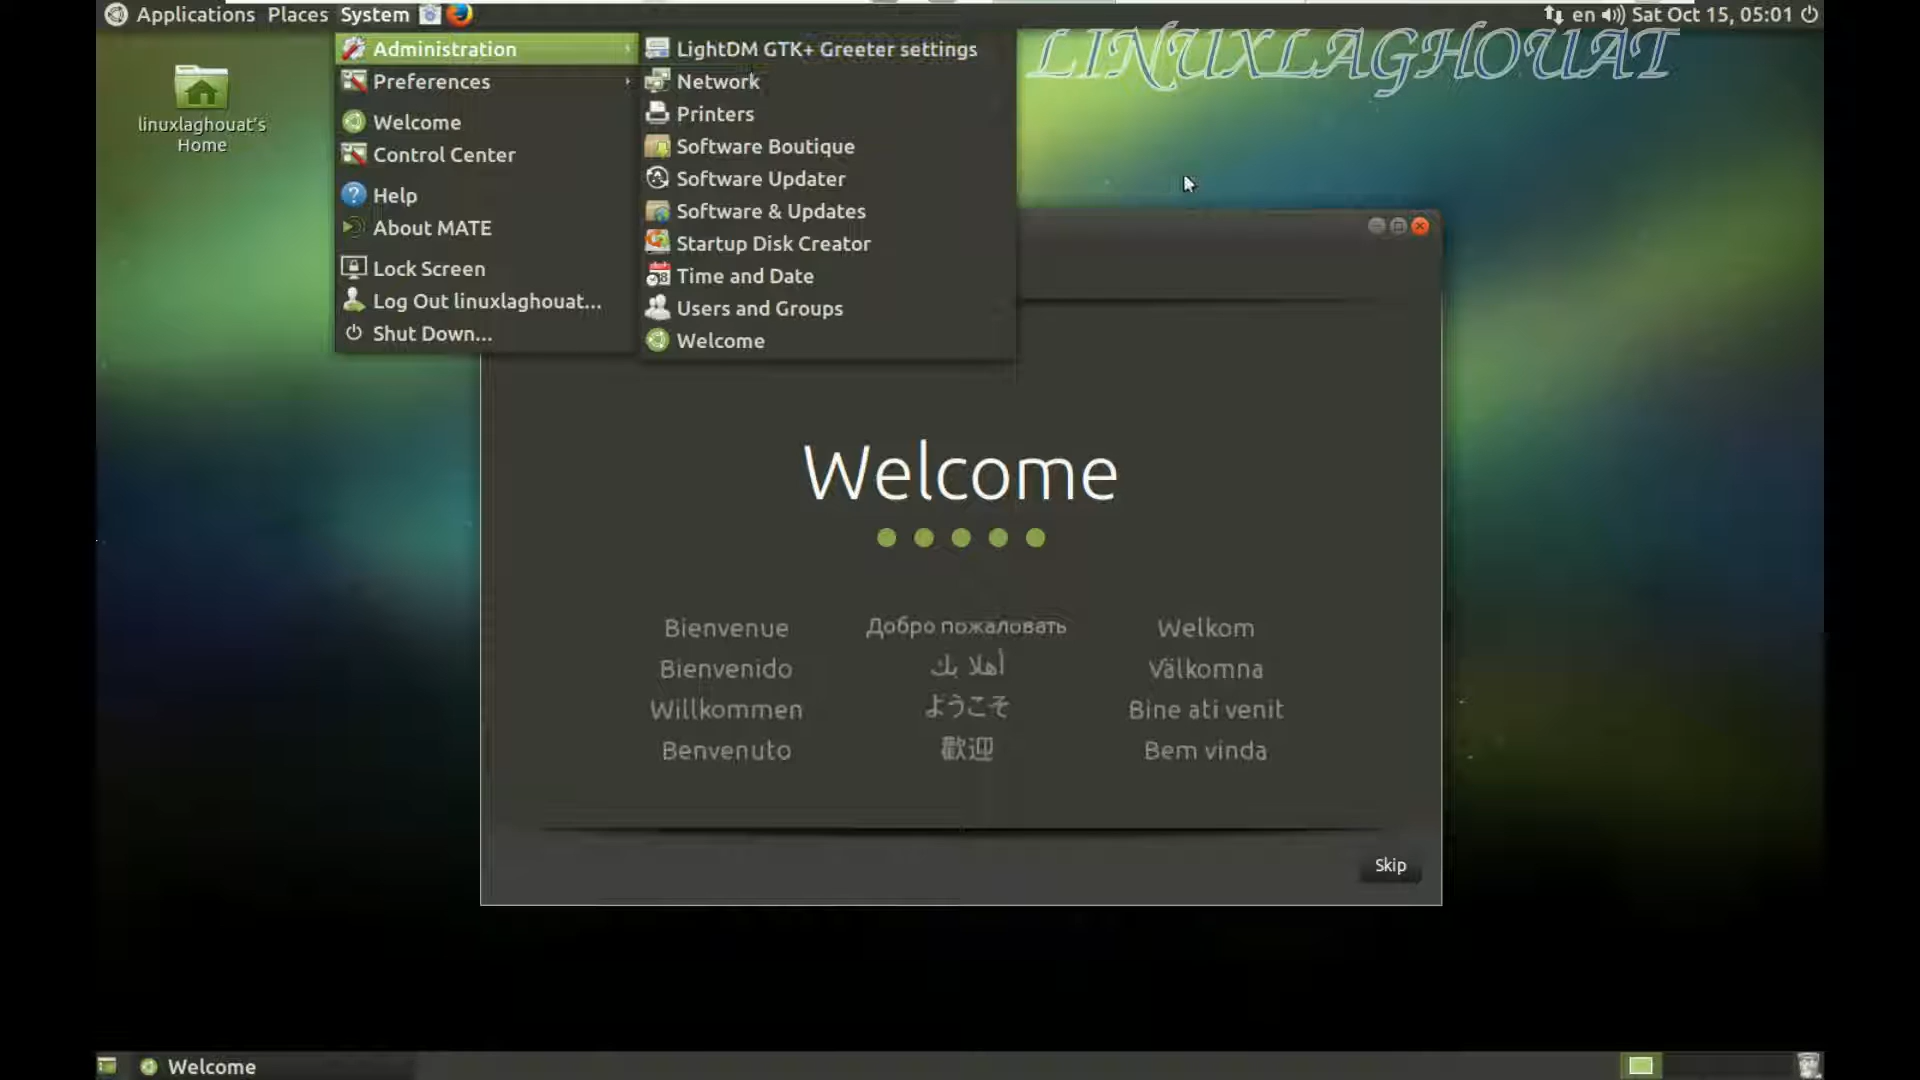 Applications Places System
en Sat Oct 15, 05:01
LINUXLAGHOUAT
linuxlaghouat's
Home
Administration
Preferences
Welcome
Control Center
Help
About MATE
Lock Screen
Log Out linuxlaghouat...
Shut Down...
LightDM GTK+ Greeter settings
Network
Printers
Software Boutique
Software Updater
Software & Updates
Startup Disk Creator
Time and Date
Users and Groups
Welcome
Welcome
Bienvenue
Bienvenido
Willkommen
Benvenuto
Добро пожаловать
أهلا بك
ようこそ
歡迎
Welkom
Välkomna
Bine ati venit
Bem vinda
Skip
Welcome